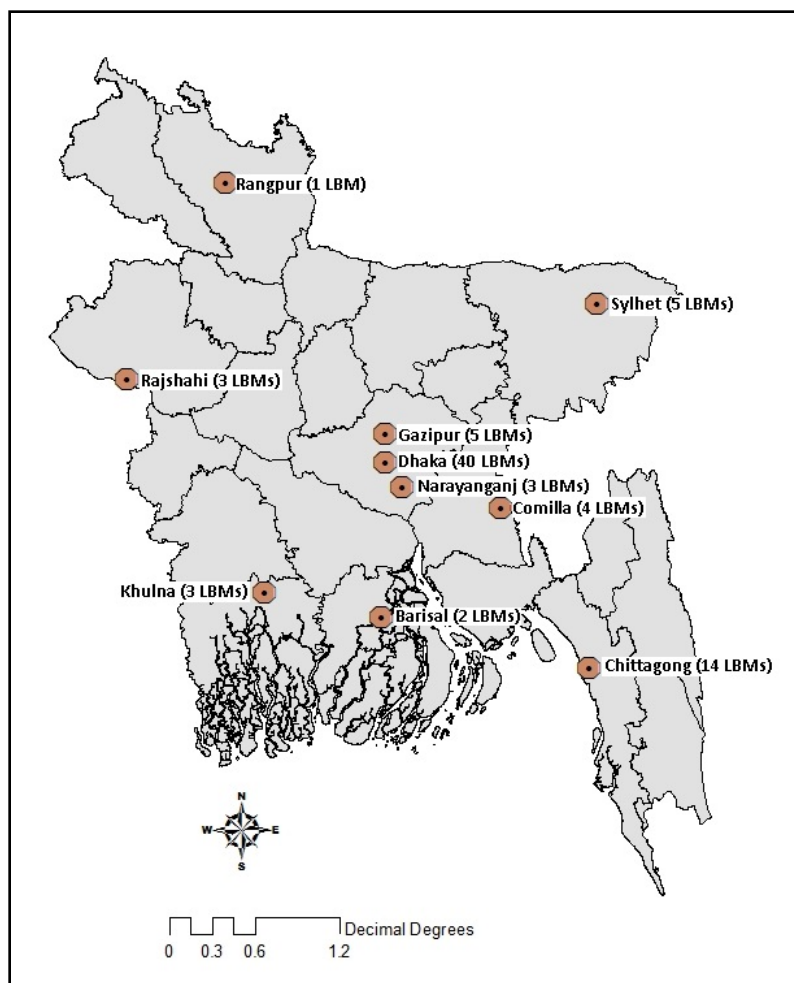 Rangpur (1 LBM)
Sylhet (5 LBMs)
Rajshahi (3 LBMs)
Gazipur (5 LBMs)
Dhaka (40 LBMs)
Narayanganj (3 LBMs)
Comilla (4 LBMs)
Khulna (3 LBMs)
Barisal (2 LBMs)
Chittagong (14 LBMs)
N
W E
S
Decimal Degrees
0 0.3 0.6 1.2